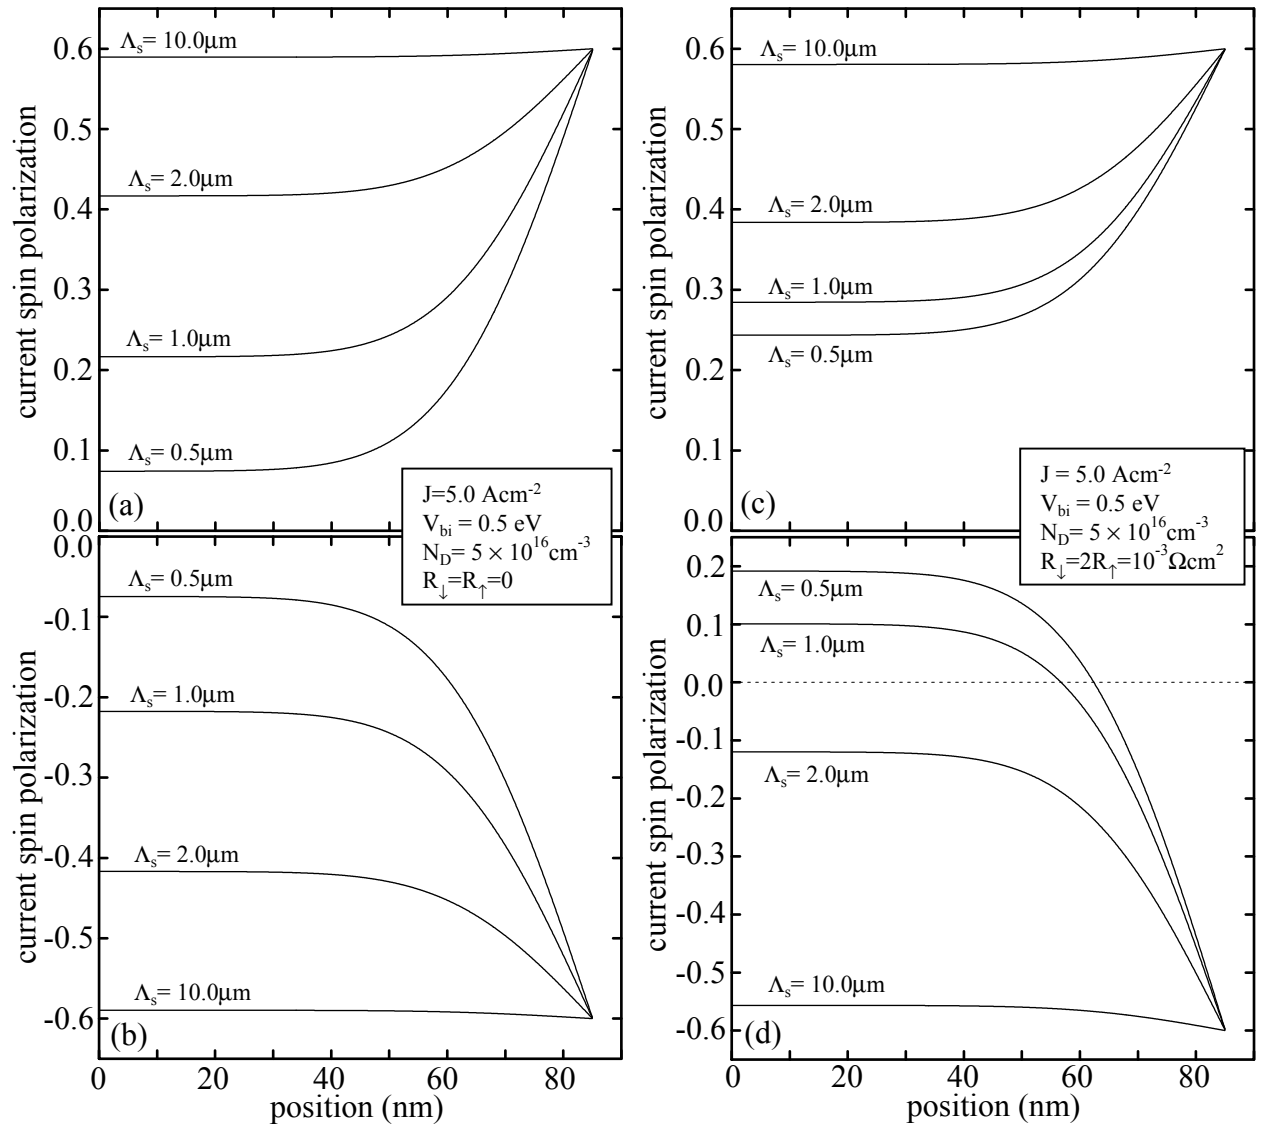 current spin polarization
0.6
0.5
0.4
0.3
0.2
0.1
0.0
Λs= 10.0μm
Λs= 2.0μm
Λs= 1.0μm
Λs= 0.5μm
(a)
J=5.0 Acm-2
Vbi = 0.5 eV
ND= 5 × 10^16cm-3
R↓=R↑=0
current spin polarization
0.0
-0.1
-0.2
-0.3
-0.4
-0.5
-0.6
Λs= 0.5μm
Λs= 1.0μm
Λs= 2.0μm
Λs= 10.0μm
(b)
0 20 40 60 80
position (nm)
current spin polarization
0.6
0.5
0.4
0.3
0.2
0.1
0.0
Λs= 10.0μm
Λs= 2.0μm
Λs= 1.0μm
Λs= 0.5μm
(c)
J = 5.0 Acm-2
Vbi = 0.5 eV
ND= 5 × 10^16cm-3
R↓=2R↑=10-3Ωcm2
current spin polarization
0.2
0.1
0.0
-0.1
-0.2
-0.3
-0.4
-0.5
-0.6
Λs= 0.5μm
Λs= 1.0μm
Λs= 2.0μm
Λs= 10.0μm
(d)
0 20 40 60 80
position (nm)